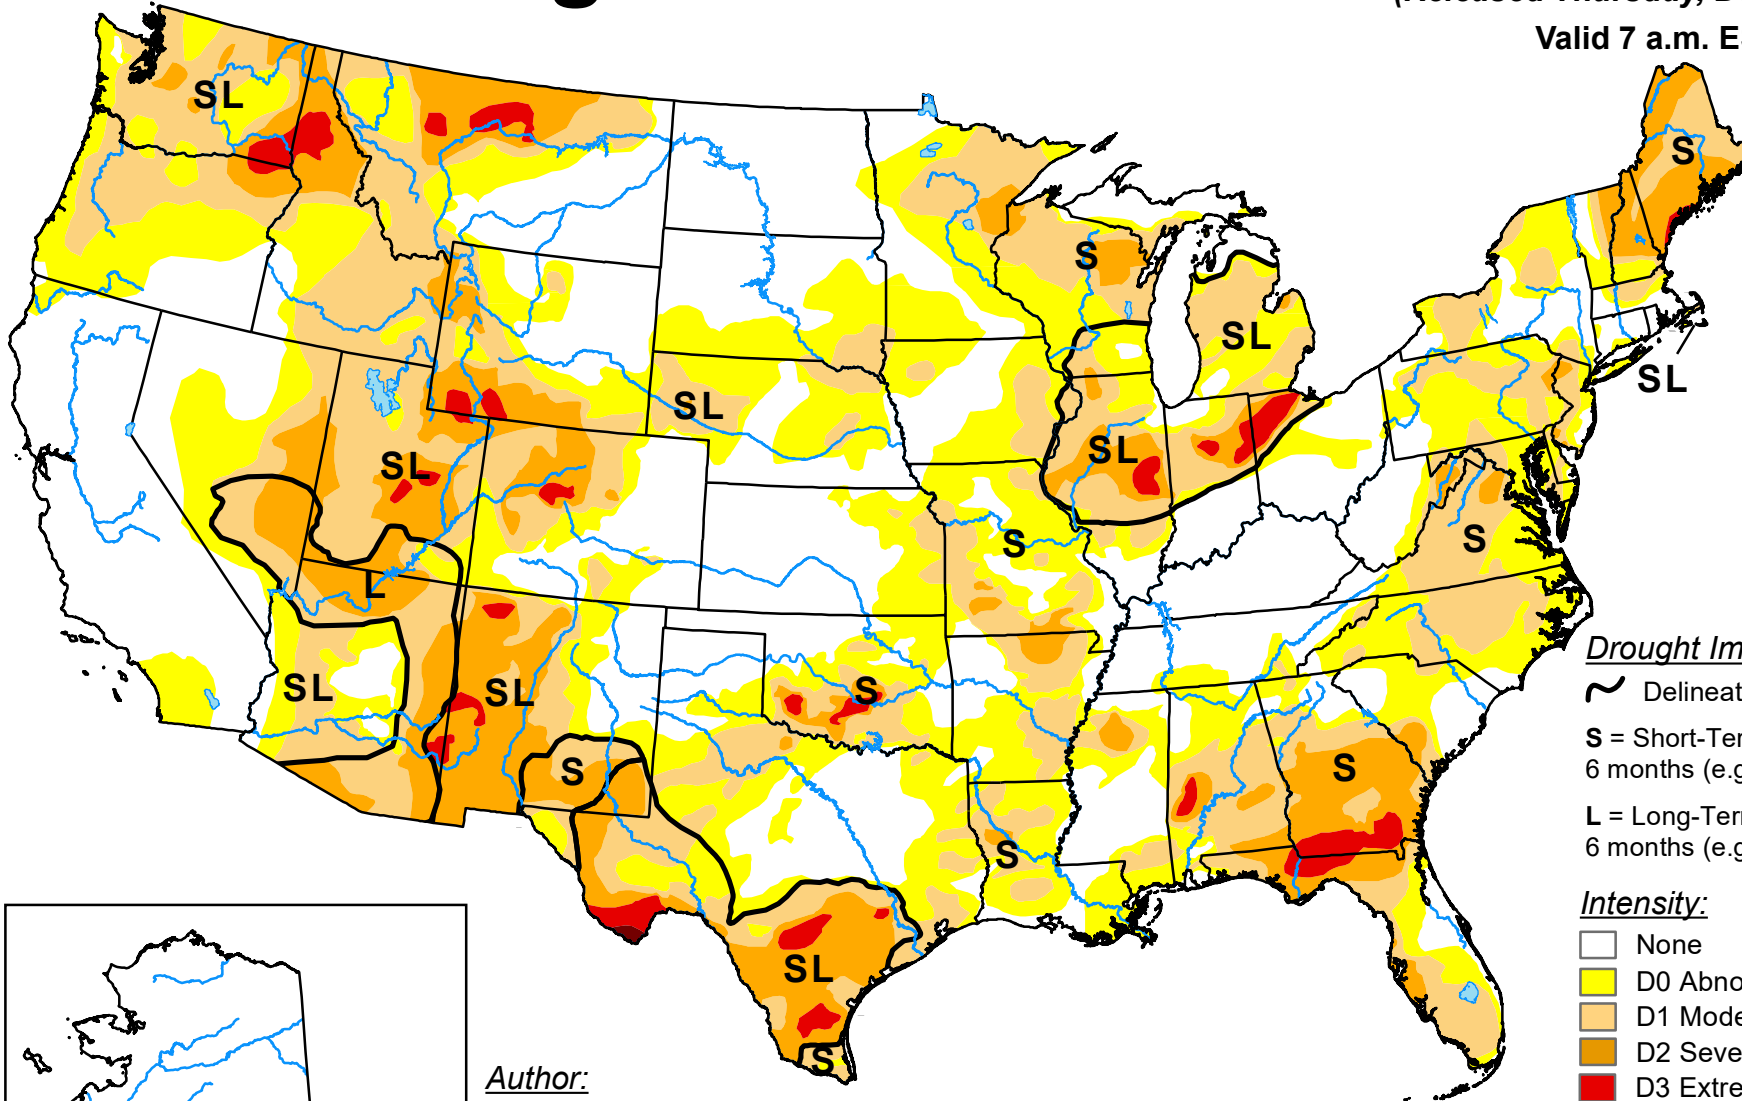 Valid 7 a.m. E
SL
S
S
SL
SL
SL
SL
SL
S
S
L
SL
SL
S
S
S
S
SL
S
Drought Im
Delineat
S = Short-Ter
6 months (e.g
L = Long-Terr
6 months (e.g
Intensity:
None
D0 Abno
D1 Mode
D2 Seve
D3 Extre
Author: